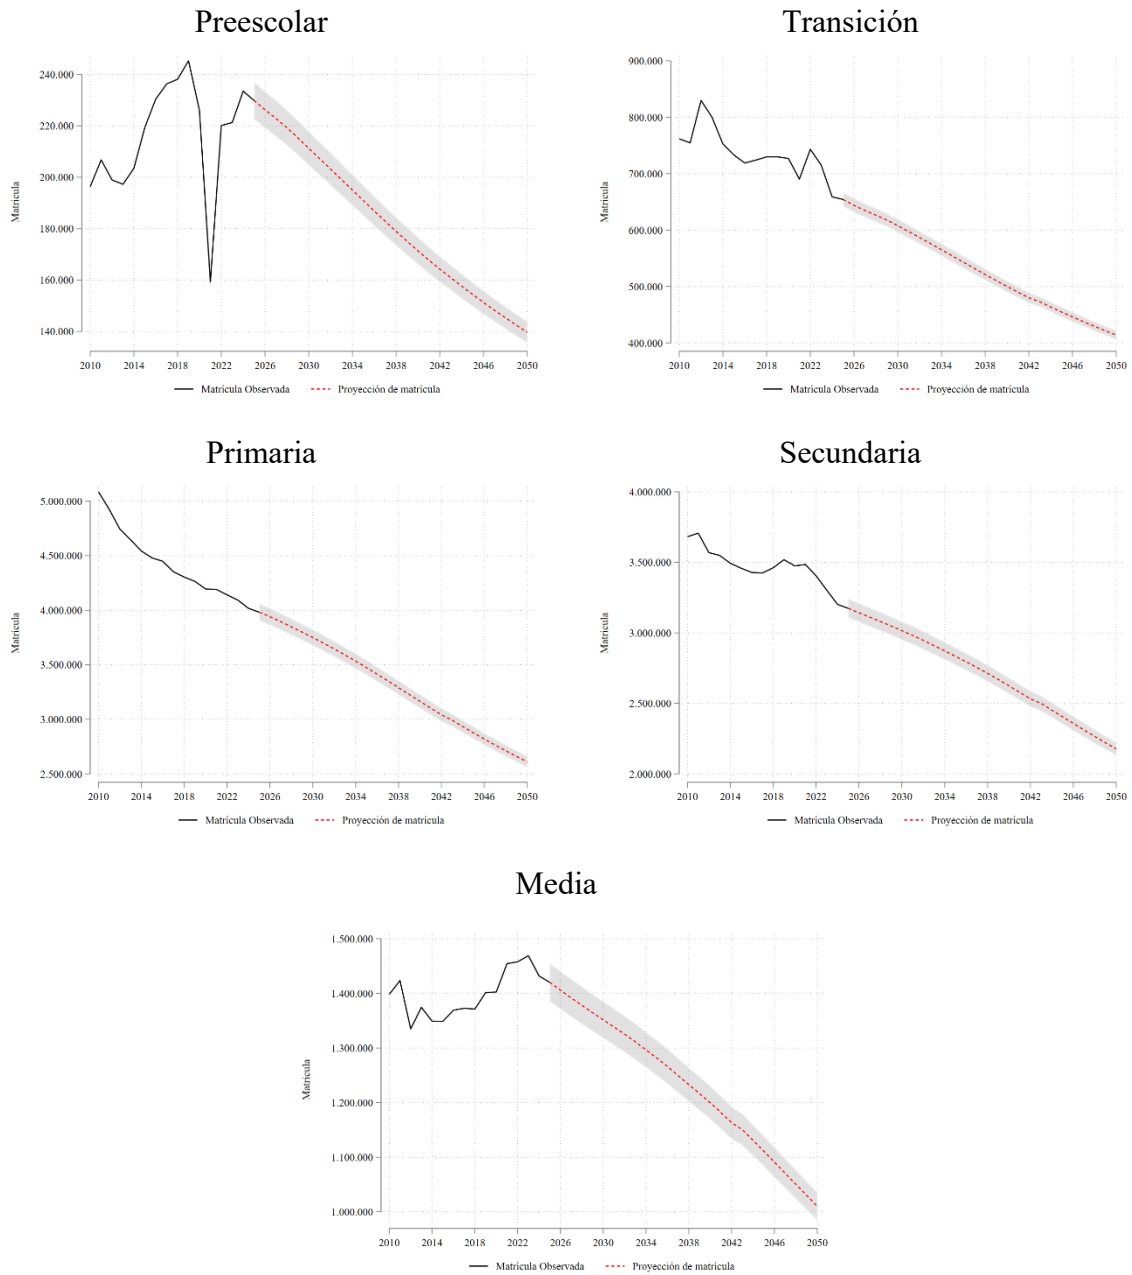 Preescolar
Transición
Matrícula
240.000
220.000
200.000
180.000
160.000
140.000
2010 2014 2018 2022 2026 2030 2034 2038 2042 2046 2050
Matrícula Observada Proyección de matrícula
Matrícula
900.000
800.000
700.000
600.000
500.000
400.000
2010 2014 2018 2022 2026 2030 2034 2038 2042 2046 2050
Matrícula Observada Proyección de matrícula
Primaria
Secundaria
Matrícula
5.000.000
4.500.000
4.000.000
3.500.000
3.000.000
2.500.000
2010 2014 2018 2022 2026 2030 2034 2038 2042 2046 2050
Matrícula Observada Proyección de matrícula
Matrícula
4.000.000
3.500.000
3.000.000
2.500.000
2.000.000
2010 2014 2018 2022 2026 2030 2034 2038 2042 2046 2050
Matrícula Observada Proyección de matrícula
Media
Matrícula
1.500.000
1.400.000
1.300.000
1.200.000
1.100.000
1.000.000
2010 2014 2018 2022 2026 2030 2034 2038 2042 2046 2050
Matrícula Observada Proyección de matrícula